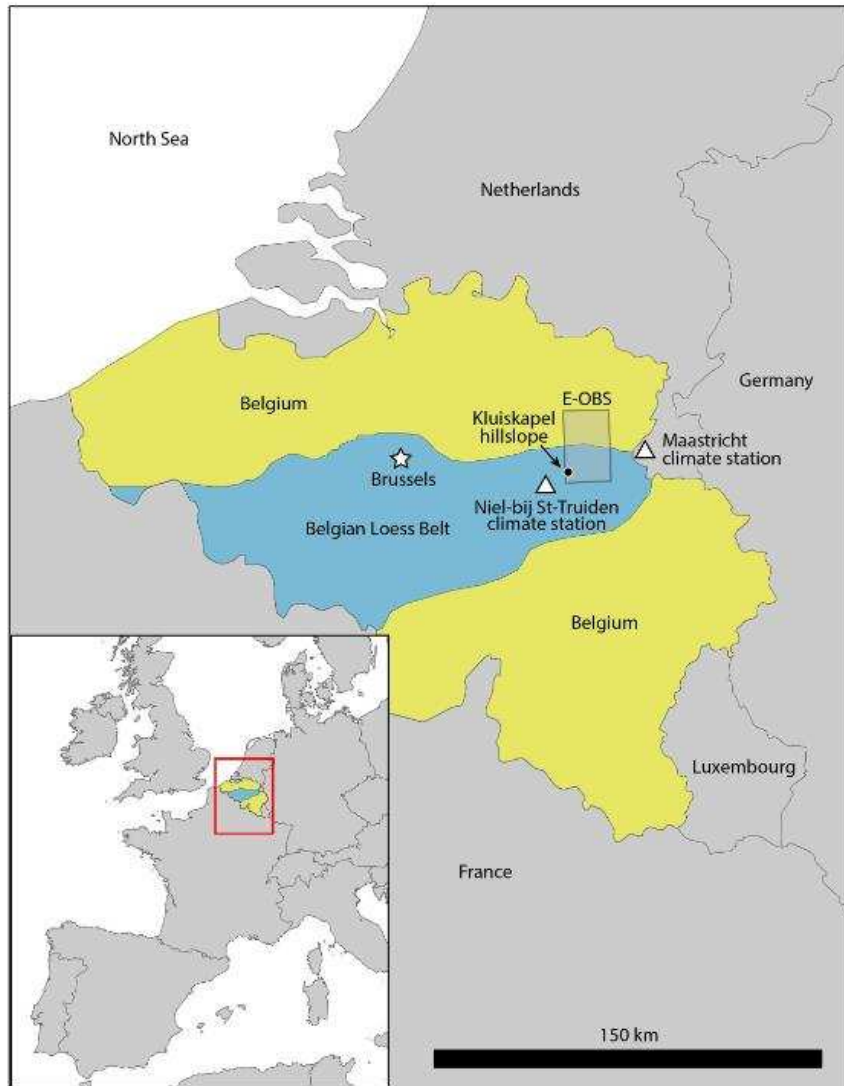 North Sea
Netherlands
Germany
E-OBS
Belgium
Kluiskapel
hillslope
Maastricht
climate station
Brussels
Niel-bij St-Truiden
climate station
Belgian Loess Belt
Belgium
Luxembourg
France
150 km